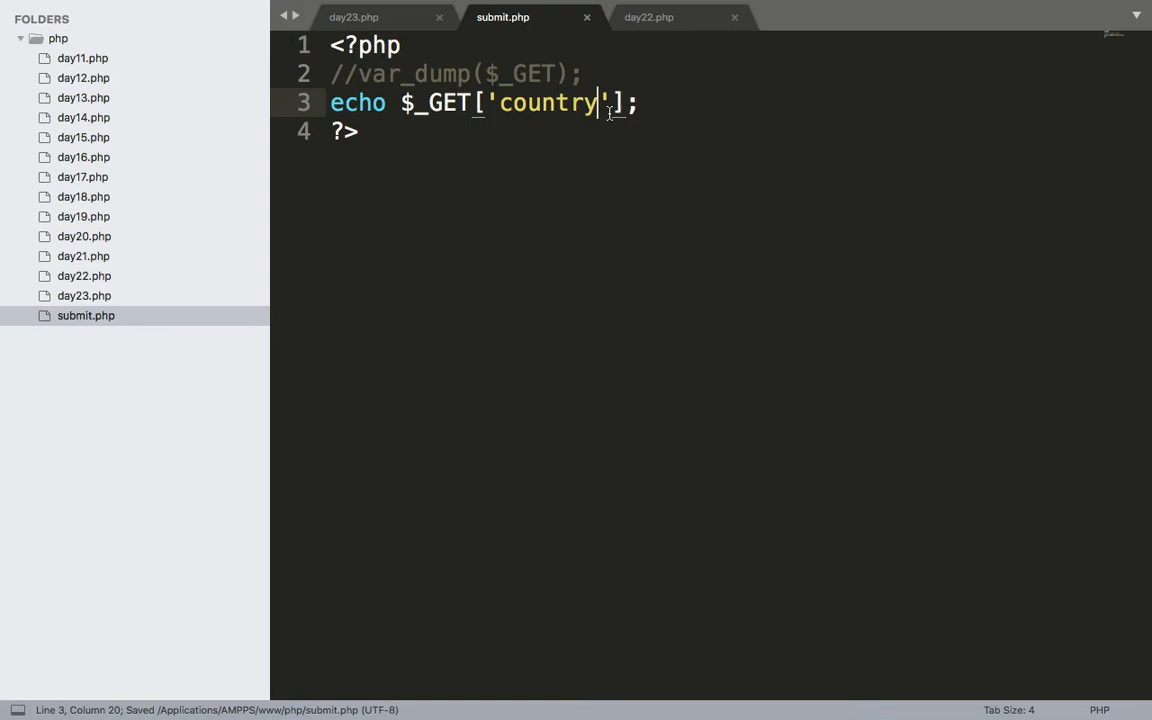 FOLDERS
php
day11.php
day12.php
day13.php
day14.php
day15.php
day16.php
day17.php
day18.php
day19.php
day20.php
day21.php
day22.php
day23.php
submit.php
day23.php × submit.php × day22.php ×
1 <?php
2 //var_dump($_GET);
3 echo $_GET['country'];
4 ?>
Line 3, Column 20; Saved /Applications/AMPPS/www/php/submit.php (UTF-8) Tab Size: 4 PHP